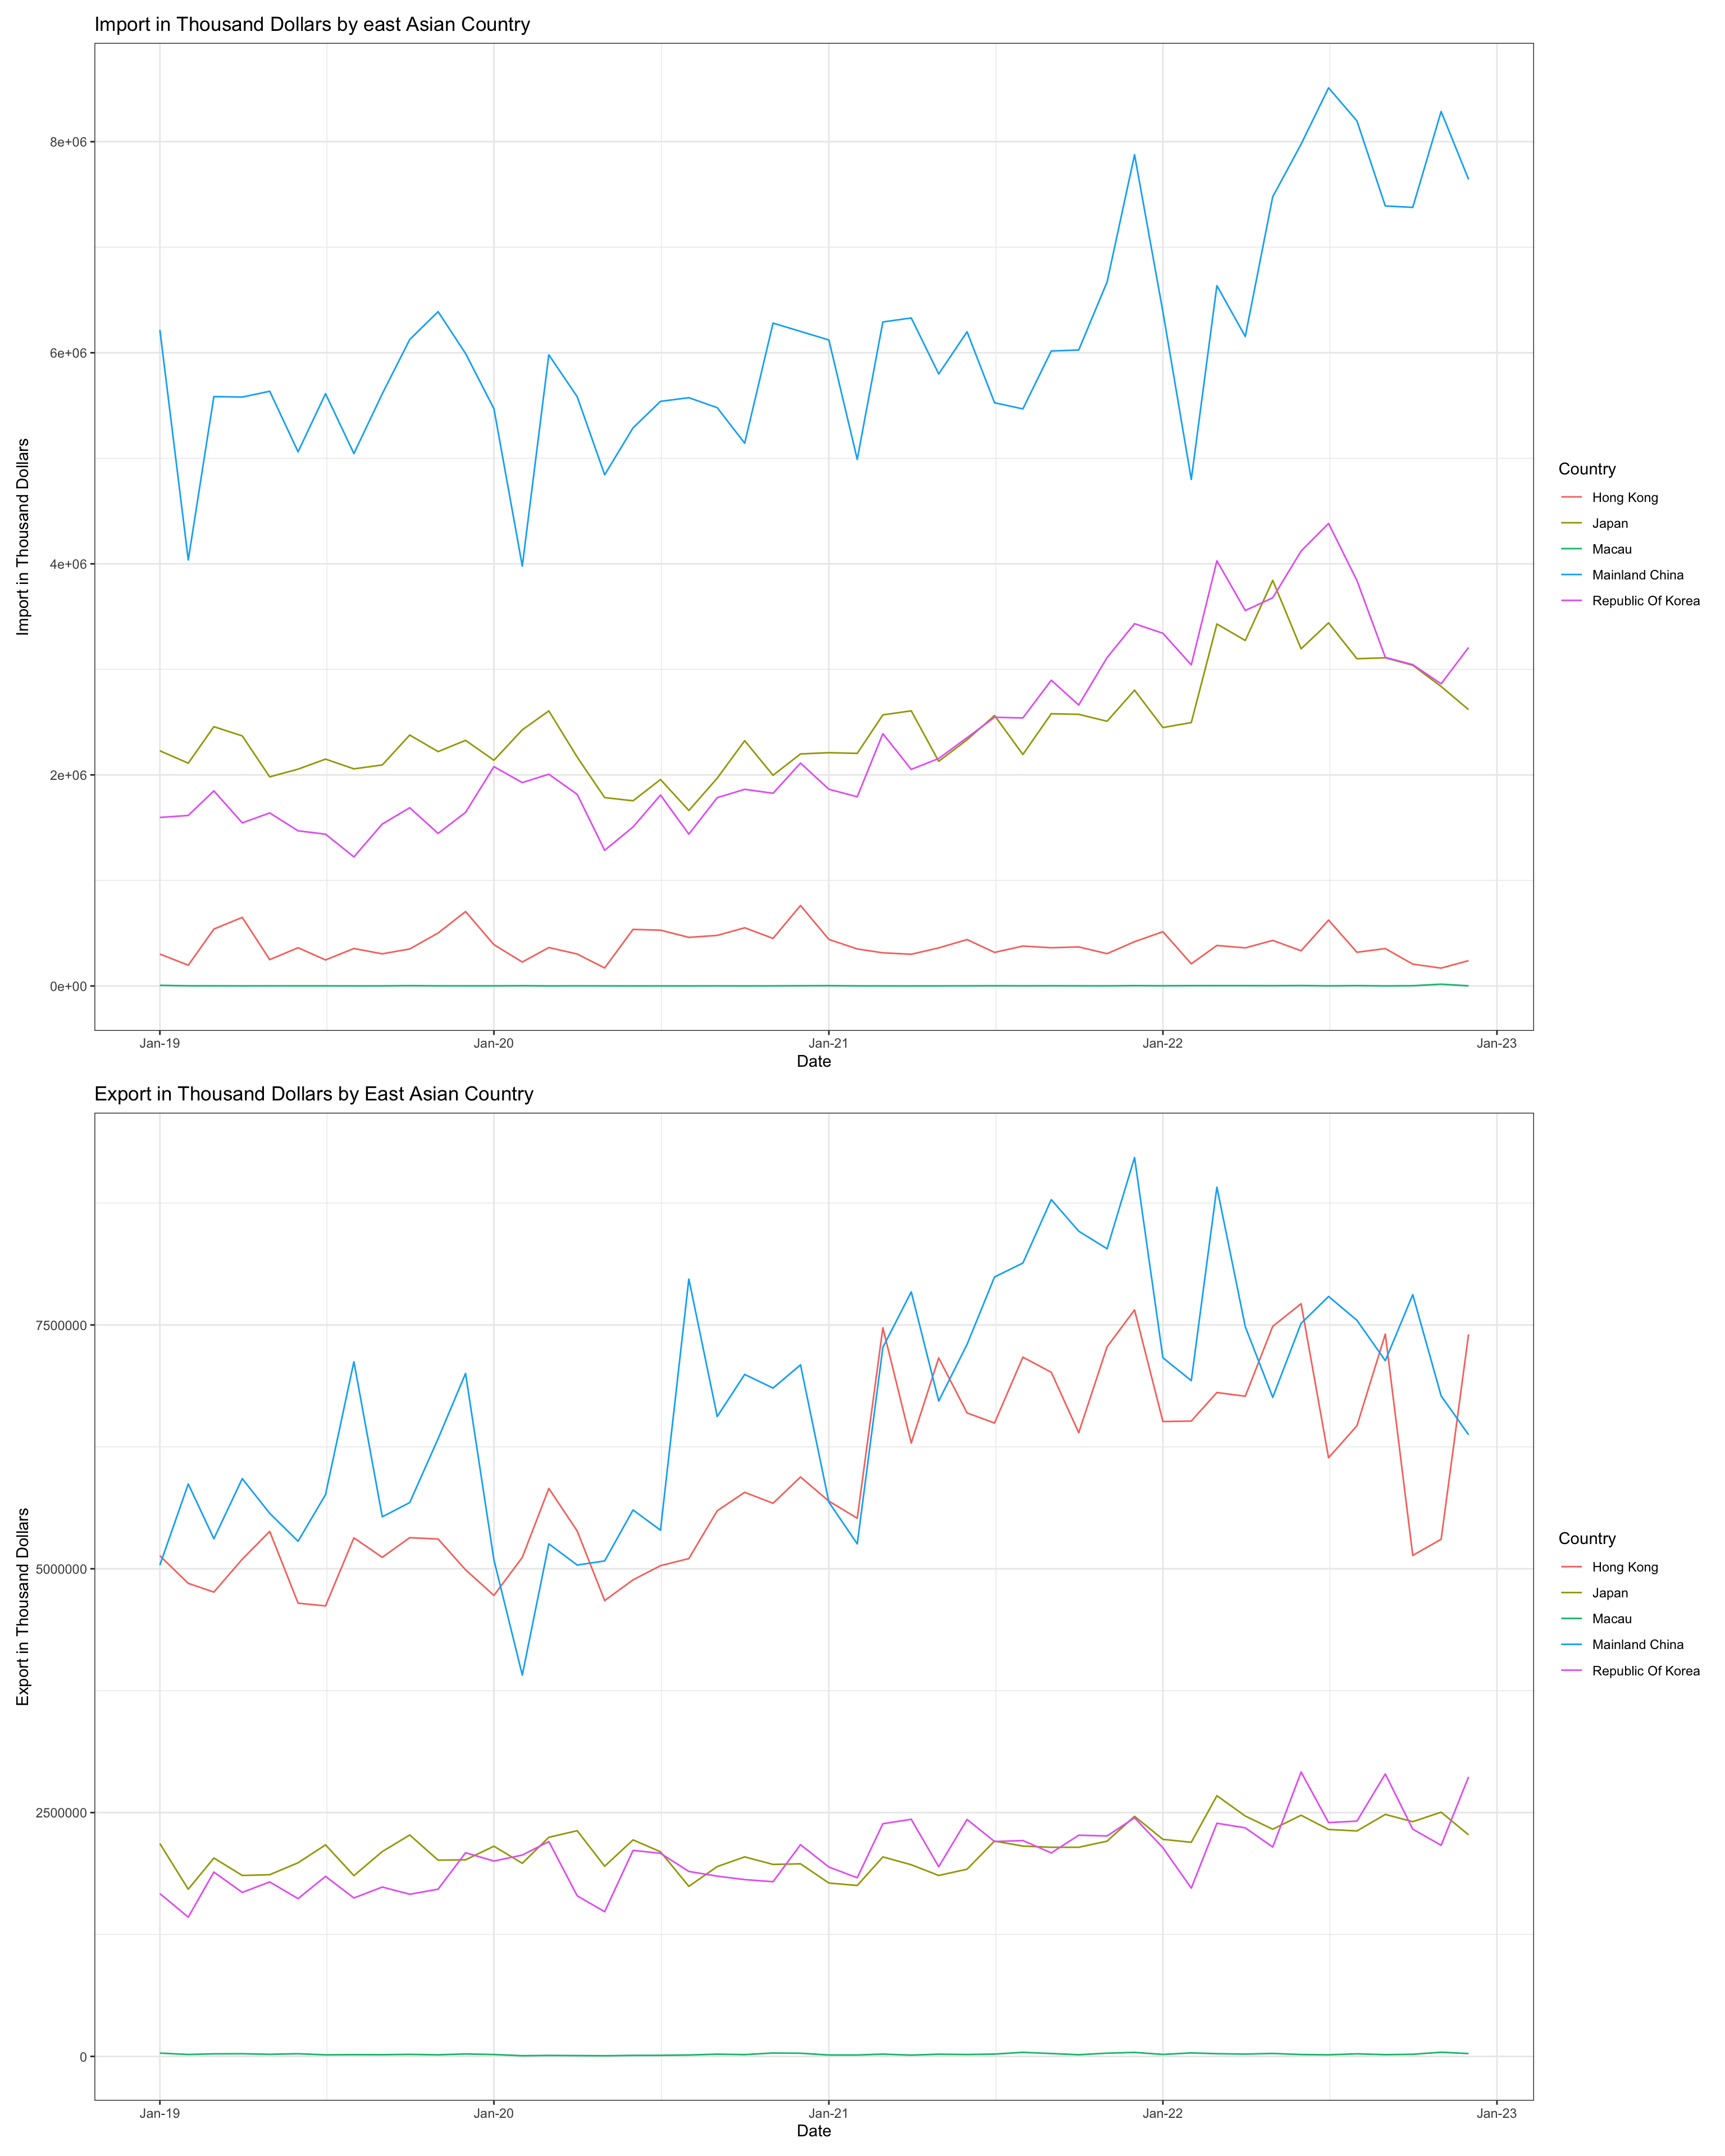 Import in Thousand Dollars by east Asian Country
Import in Thousand Dollars
8e+06
6e+06
4e+06
2e+06
0e+00
Jan-19 Jan-20 Jan-21 Jan-22 Jan-23
Date
Country
Hong Kong
Japan
Macau
Mainland China
Republic Of Korea
Export in Thousand Dollars by East Asian Country
Export in Thousand Dollars
7500000
5000000
2500000
0
Jan-19 Jan-20 Jan-21 Jan-22 Jan-23
Date
Country
Hong Kong
Japan
Macau
Mainland China
Republic Of Korea